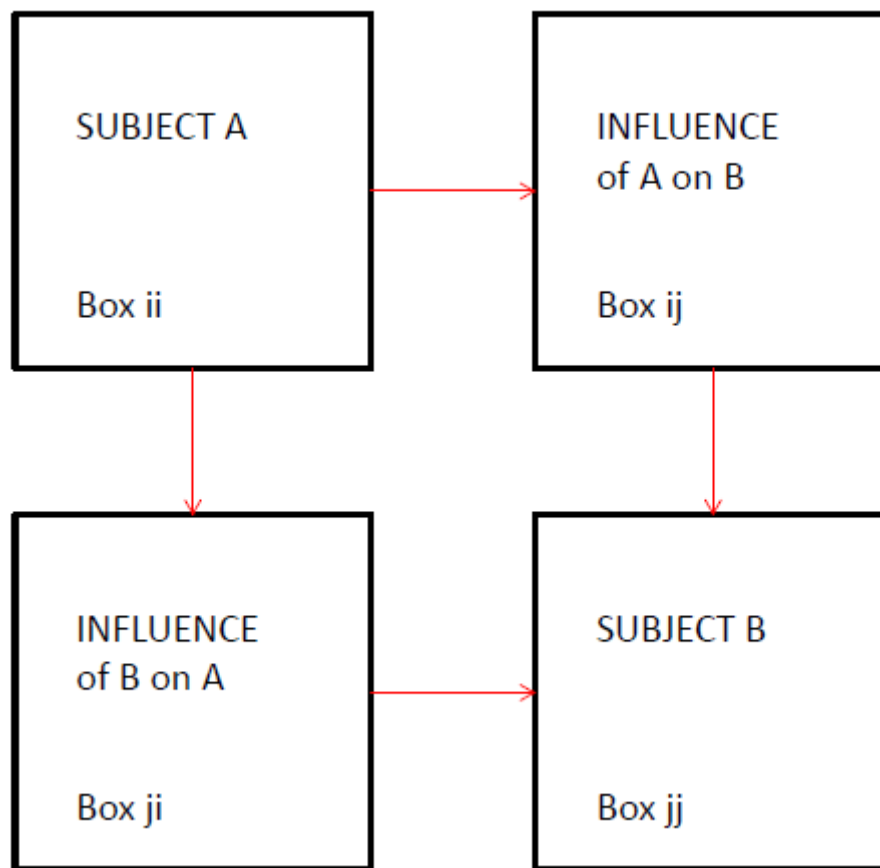 SUBJECT A
Box ii
INFLUENCE
of A on B
Box ij
INFLUENCE
of B on A
Box ji
SUBJECT B
Box jj